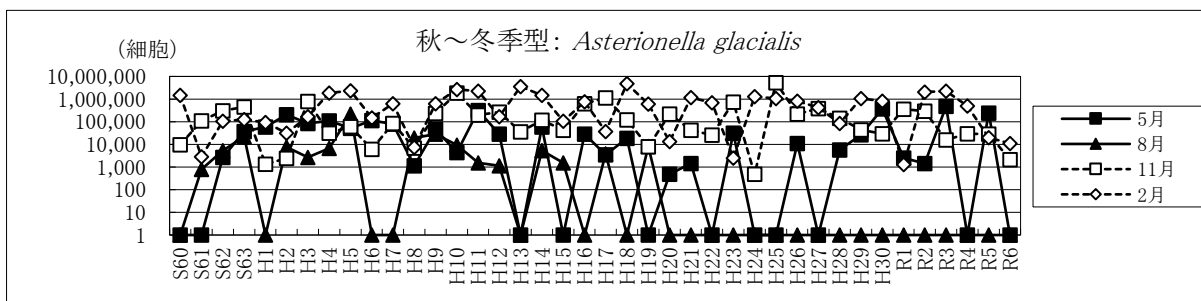 秋～冬季型: Asterionella glacialis
（細胞）
10,000,000
1,000,000
100,000
10,000
1,000
100
10
1
S60 S61 S62 S63 H1 H2 H3 H4 H5 H6 H7 H8 H9 H10 H11 H12 H13 H14 H15 H16 H17 H18 H19 H20 H21 H22 H23 H24 H25 H26 H27 H28 H29 H30 R1 R2 R3 R4 R5 R6
5月
8月
11月
2月